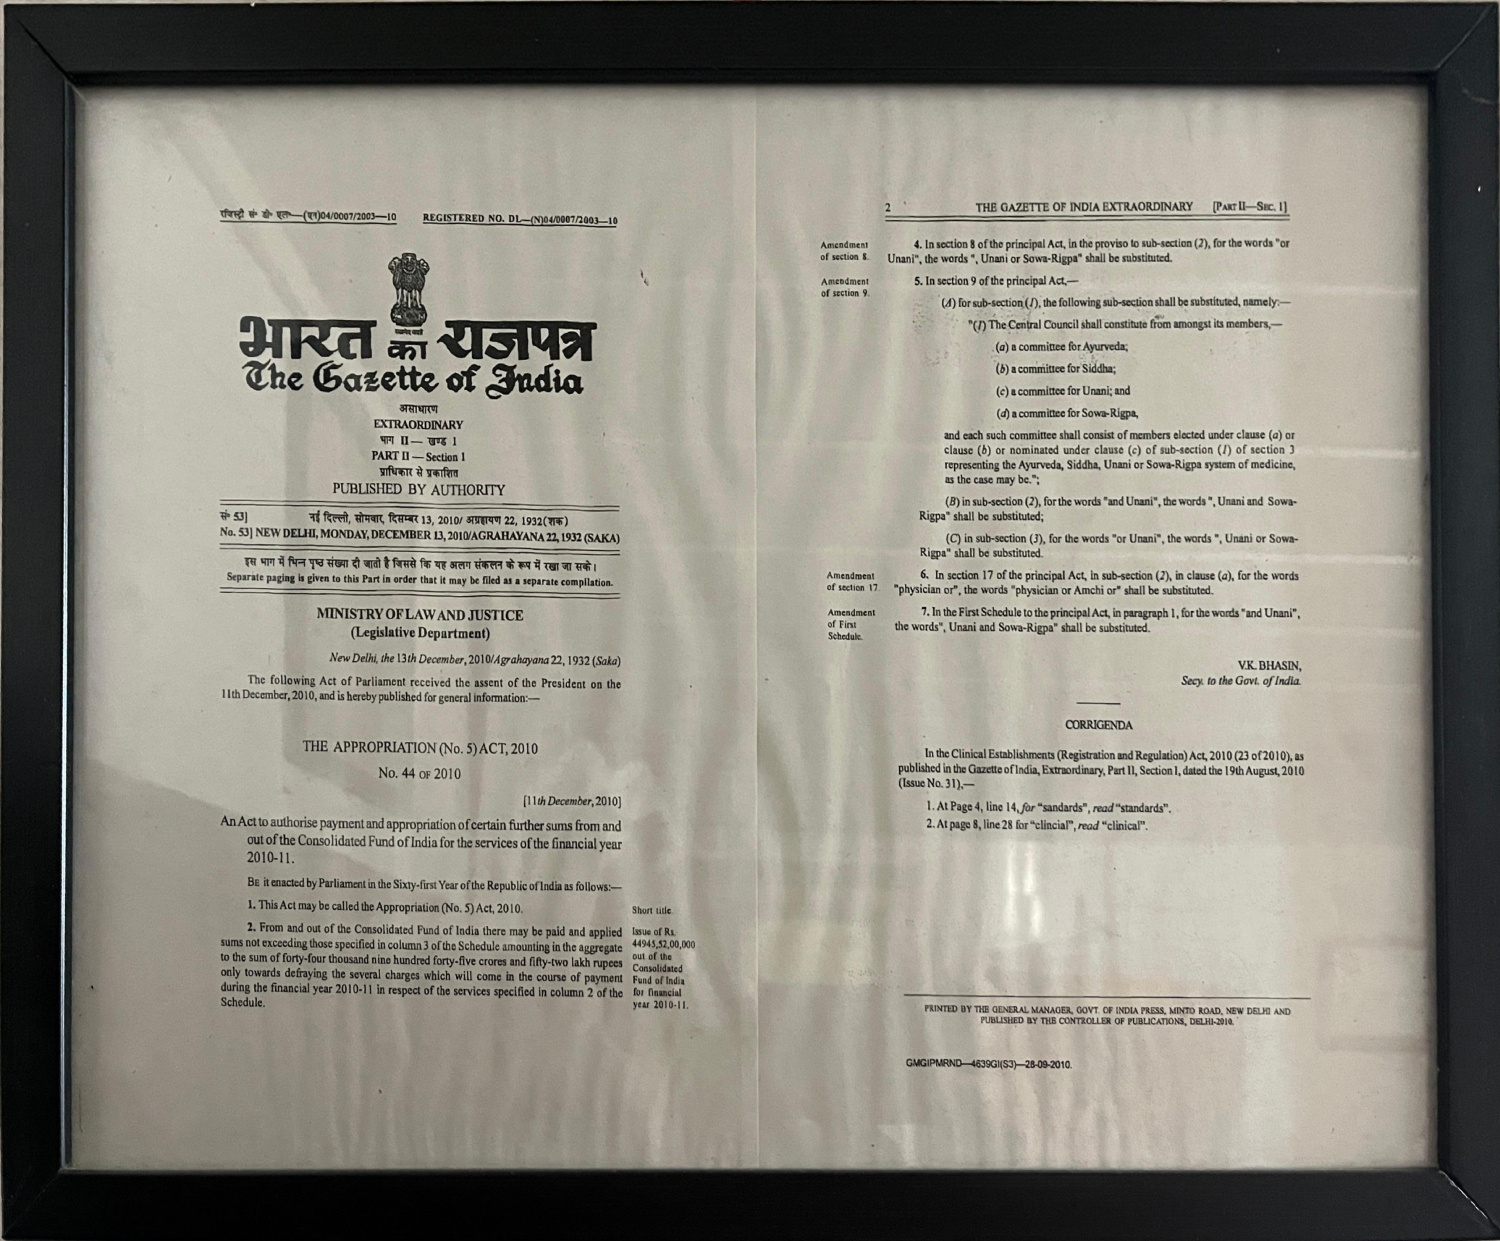 रजिस्ट्री सं॰ डी॰ एल॰—(एन)04/0007/2003—10 REGISTERED NO. DL—(N)04/0007/2003—10
सत्यमेव जयते
भारत का राजपत्र
The Gazette of India
असाधारण
EXTRAORDINARY
भाग II — खण्ड 1
PART II — Section 1
प्राधिकार से प्रकाशित
PUBLISHED BY AUTHORITY
सं॰ 53] नई दिल्ली, सोमवार, दिसम्बर 13, 2010/ अग्रहायण 22, 1932(शक)
No. 53] NEW DELHI, MONDAY, DECEMBER 13, 2010/AGRAHAYANA 22, 1932 (SAKA)
इस भाग में भिन्न पृष्ठ संख्या दी जाती है जिससे कि यह अलग संकलन के रूप में रखा जा सके।
Separate paging is given to this Part in order that it may be filed as a separate compilation.
MINISTRY OF LAW AND JUSTICE
(Legislative Department)
New Delhi, the 13th December, 2010/Agrahayana 22, 1932 (Saka)
The following Act of Parliament received the assent of the President on the
11th December, 2010, and is hereby published for general information:—
THE APPROPRIATION (No. 5) ACT, 2010
No. 44 OF 2010
[11th December, 2010]
An Act to authorise payment and appropriation of certain further sums from and
out of the Consolidated Fund of India for the services of the financial year
2010-11.
BE it enacted by Parliament in the Sixty-first Year of the Republic of India as follows:—
1. This Act may be called the Appropriation (No. 5) Act, 2010.
Short title.
2. From and out of the Consolidated Fund of India there may be paid and applied
sums not exceeding those specified in column 3 of the Schedule amounting in the aggregate
to the sum of forty-four thousand nine hundred forty-five crores and fifty-two lakh rupees
only towards defraying the several charges which will come in the course of payment
during the financial year 2010-11 in respect of the services specified in column 2 of the
Schedule.
Issue of Rs.
44945,52,00,000
out of the
Consolidated
Fund of India
for financial
year 2010-11.
2 THE GAZETTE OF INDIA EXTRAORDINARY [PART II—SEC. 1]
Amendment
of section 8.
4. In section 8 of the principal Act, in the proviso to sub-section (2), for the words "or
Unani", the words ", Unani or Sowa-Rigpa" shall be substituted.
Amendment
of section 9.
5. In section 9 of the principal Act,—
(A) for sub-section (1), the following sub-section shall be substituted, namely:—
"(1) The Central Council shall constitute from amongst its members,—
(a) a committee for Ayurveda;
(b) a committee for Siddha;
(c) a committee for Unani; and
(d) a committee for Sowa-Rigpa,
and each such committee shall consist of members elected under clause (a) or
clause (b) or nominated under clause (c) of sub-section (1) of section 3
representing the Ayurveda, Siddha, Unani or Sowa-Rigpa system of medicine,
as the case may be.";
(B) in sub-section (2), for the words "and Unani", the words ", Unani and Sowa-
Rigpa" shall be substituted;
(C) in sub-section (3), for the words "or Unani", the words ", Unani or Sowa-
Rigpa" shall be substituted.
Amendment
of section 17.
6. In section 17 of the principal Act, in sub-section (2), in clause (a), for the words
"physician or", the words "physician or Amchi or" shall be substituted.
Amendment
of First
Schedule.
7. In the First Schedule to the principal Act, in paragraph 1, for the words "and Unani",
the words", Unani and Sowa-Rigpa" shall be substituted.
V.K. BHASIN,
Secy. to the Govt. of India.
CORRIGENDA
In the Clinical Establishments (Registration and Regulation) Act, 2010 (23 of 2010), as
published in the Gazette of India, Extraordinary, Part II, Section 1, dated the 19th August, 2010
(Issue No. 31),—
1. At Page 4, line 14, for “sandards”, read “standards”.
2. At page 8, line 28 for “clincial”, read “clinical”.
PRINTED BY THE GENERAL MANAGER, GOVT. OF INDIA PRESS, MINTO ROAD, NEW DELHI AND
PUBLISHED BY THE CONTROLLER OF PUBLICATIONS, DELHI-2010.
GMGIPMRND—4639GI(S3)—28-09-2010.